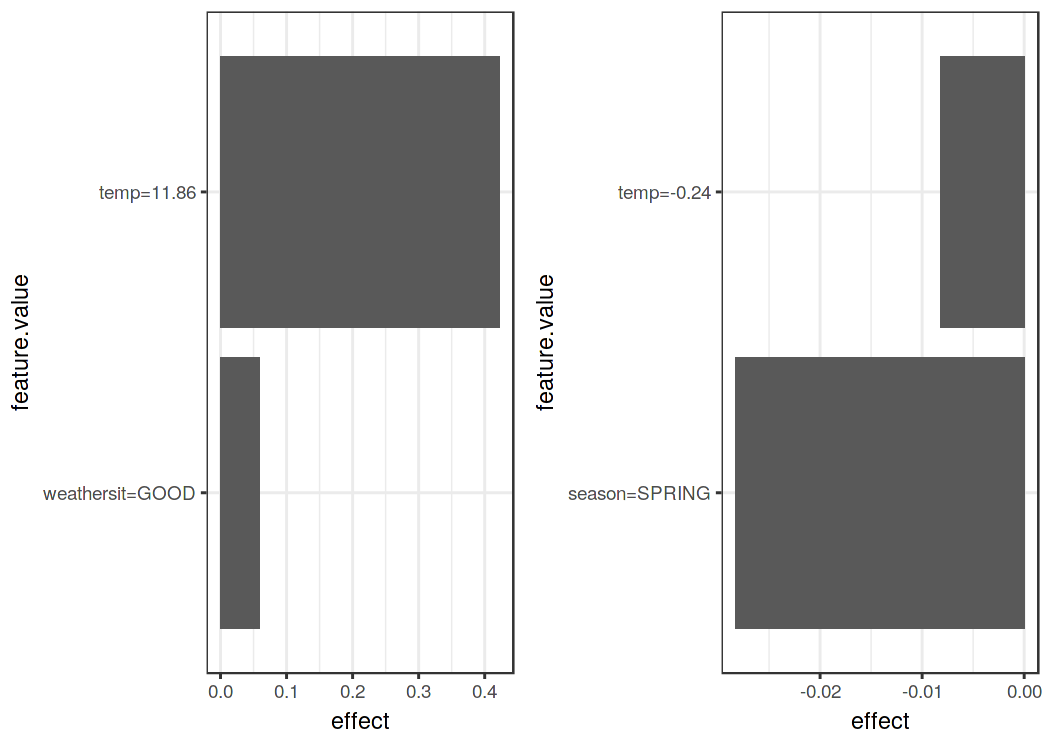 feature.value
temp=11.86
weathersit=GOOD
0.0 0.1 0.2 0.3 0.4
effect
feature.value
temp=-0.24
season=SPRING
-0.02 -0.01 0.00
effect